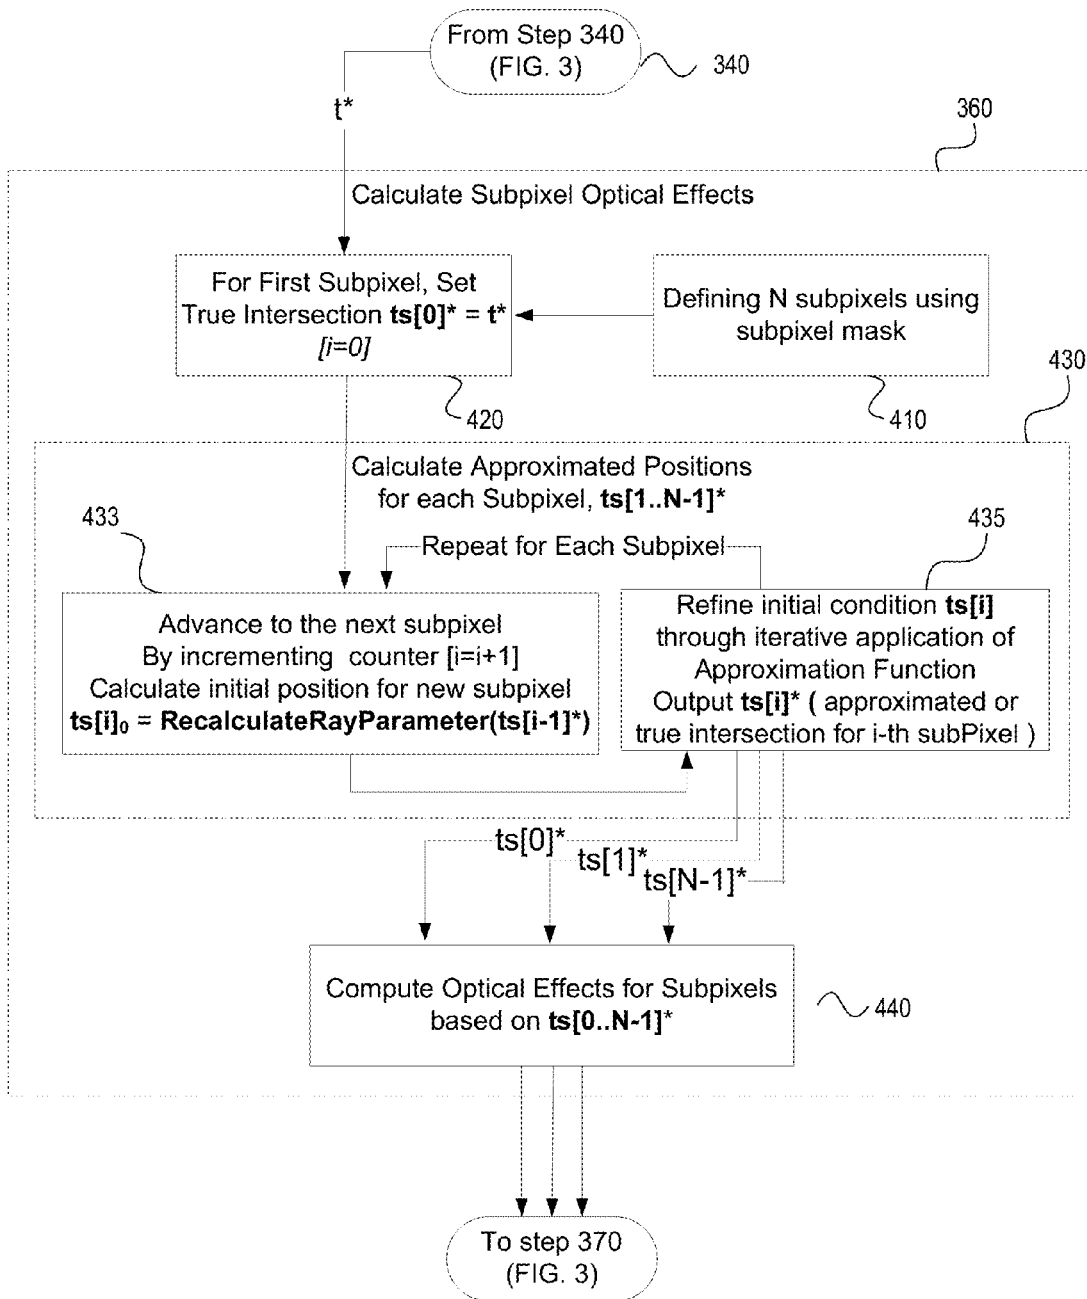 From Step 340
(FIG. 3)
340
t*
360
Calculate Subpixel Optical Effects
For First Subpixel, Set
True Intersection ts[0]* = t*
[i=0]
Defining N subpixels using
subpixel mask
430
420
410
Calculate Approximated Positions
for each Subpixel, ts[1..N-1]*
433
435
Repeat for Each Subpixel
Advance to the next subpixel
By incrementing counter [i=i+1]
Calculate initial position for new subpixel
ts[i]₀ = RecalculateRayParameter(ts[i-1]*)
Refine initial condition ts[i]
through iterative application of
Approximation Function
Output ts[i]* ( approximated or
true intersection for i-th subPixel )
ts[0]*
ts[1]*
ts[N-1]*
Compute Optical Effects for Subpixels
based on ts[0..N-1]*
440
To step 370
(FIG. 3)